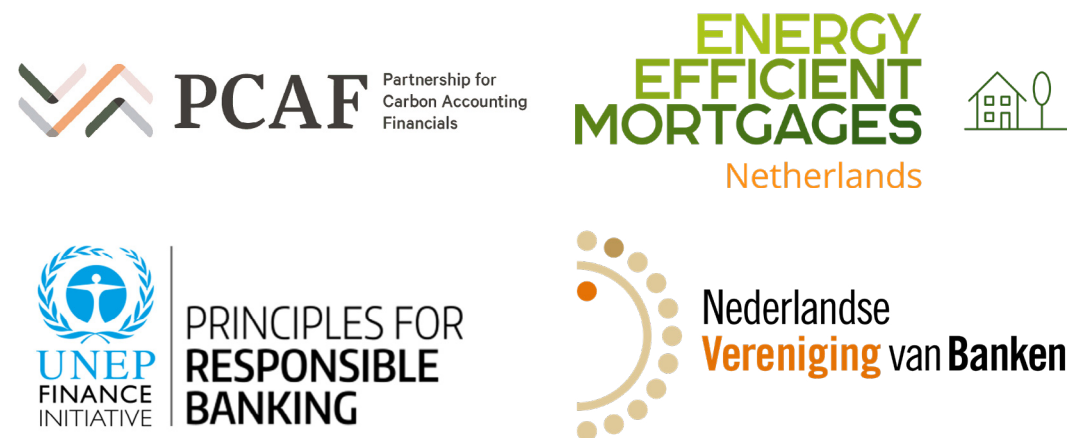 PCAF
Partnership for
Carbon Accounting
Financials
ENERGY
EFFICIENT
MORTGAGES
Netherlands
UNEP
FINANCE
INITIATIVE
PRINCIPLES FOR
RESPONSIBLE
BANKING
Nederlandse
Vereniging van Banken